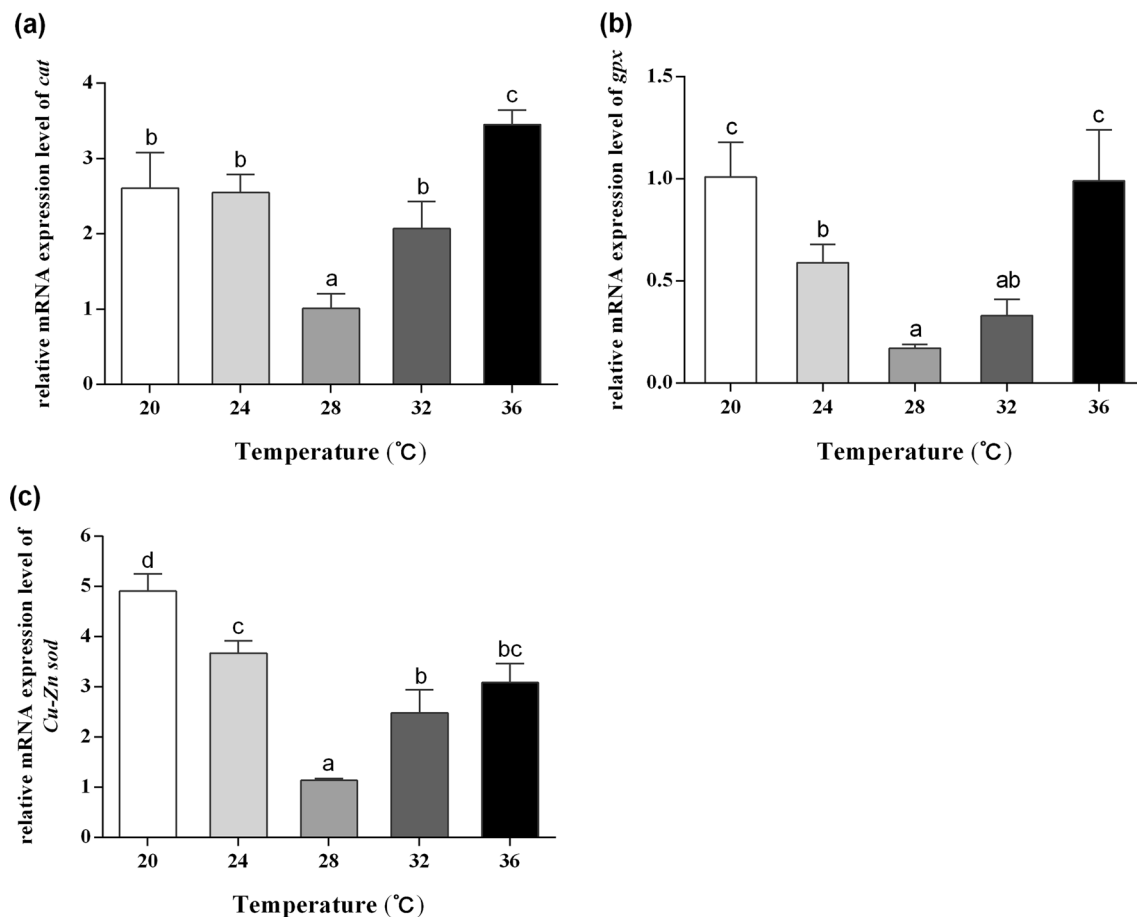 (a)
relative mRNA expression level of cat
4
3
2
1
0
b
b
a
b
c
20 24 28 32 36
Temperature (℃)
(b)
relative mRNA expression level of gpx
1.5
1.0
0.5
0.0
c
b
a
ab
c
20 24 28 32 36
Temperature (℃)
(c)
relative mRNA expression level of
Cu-Zn sod
6
5
4
3
2
1
0
d
c
a
b
bc
20 24 28 32 36
Temperature (℃)